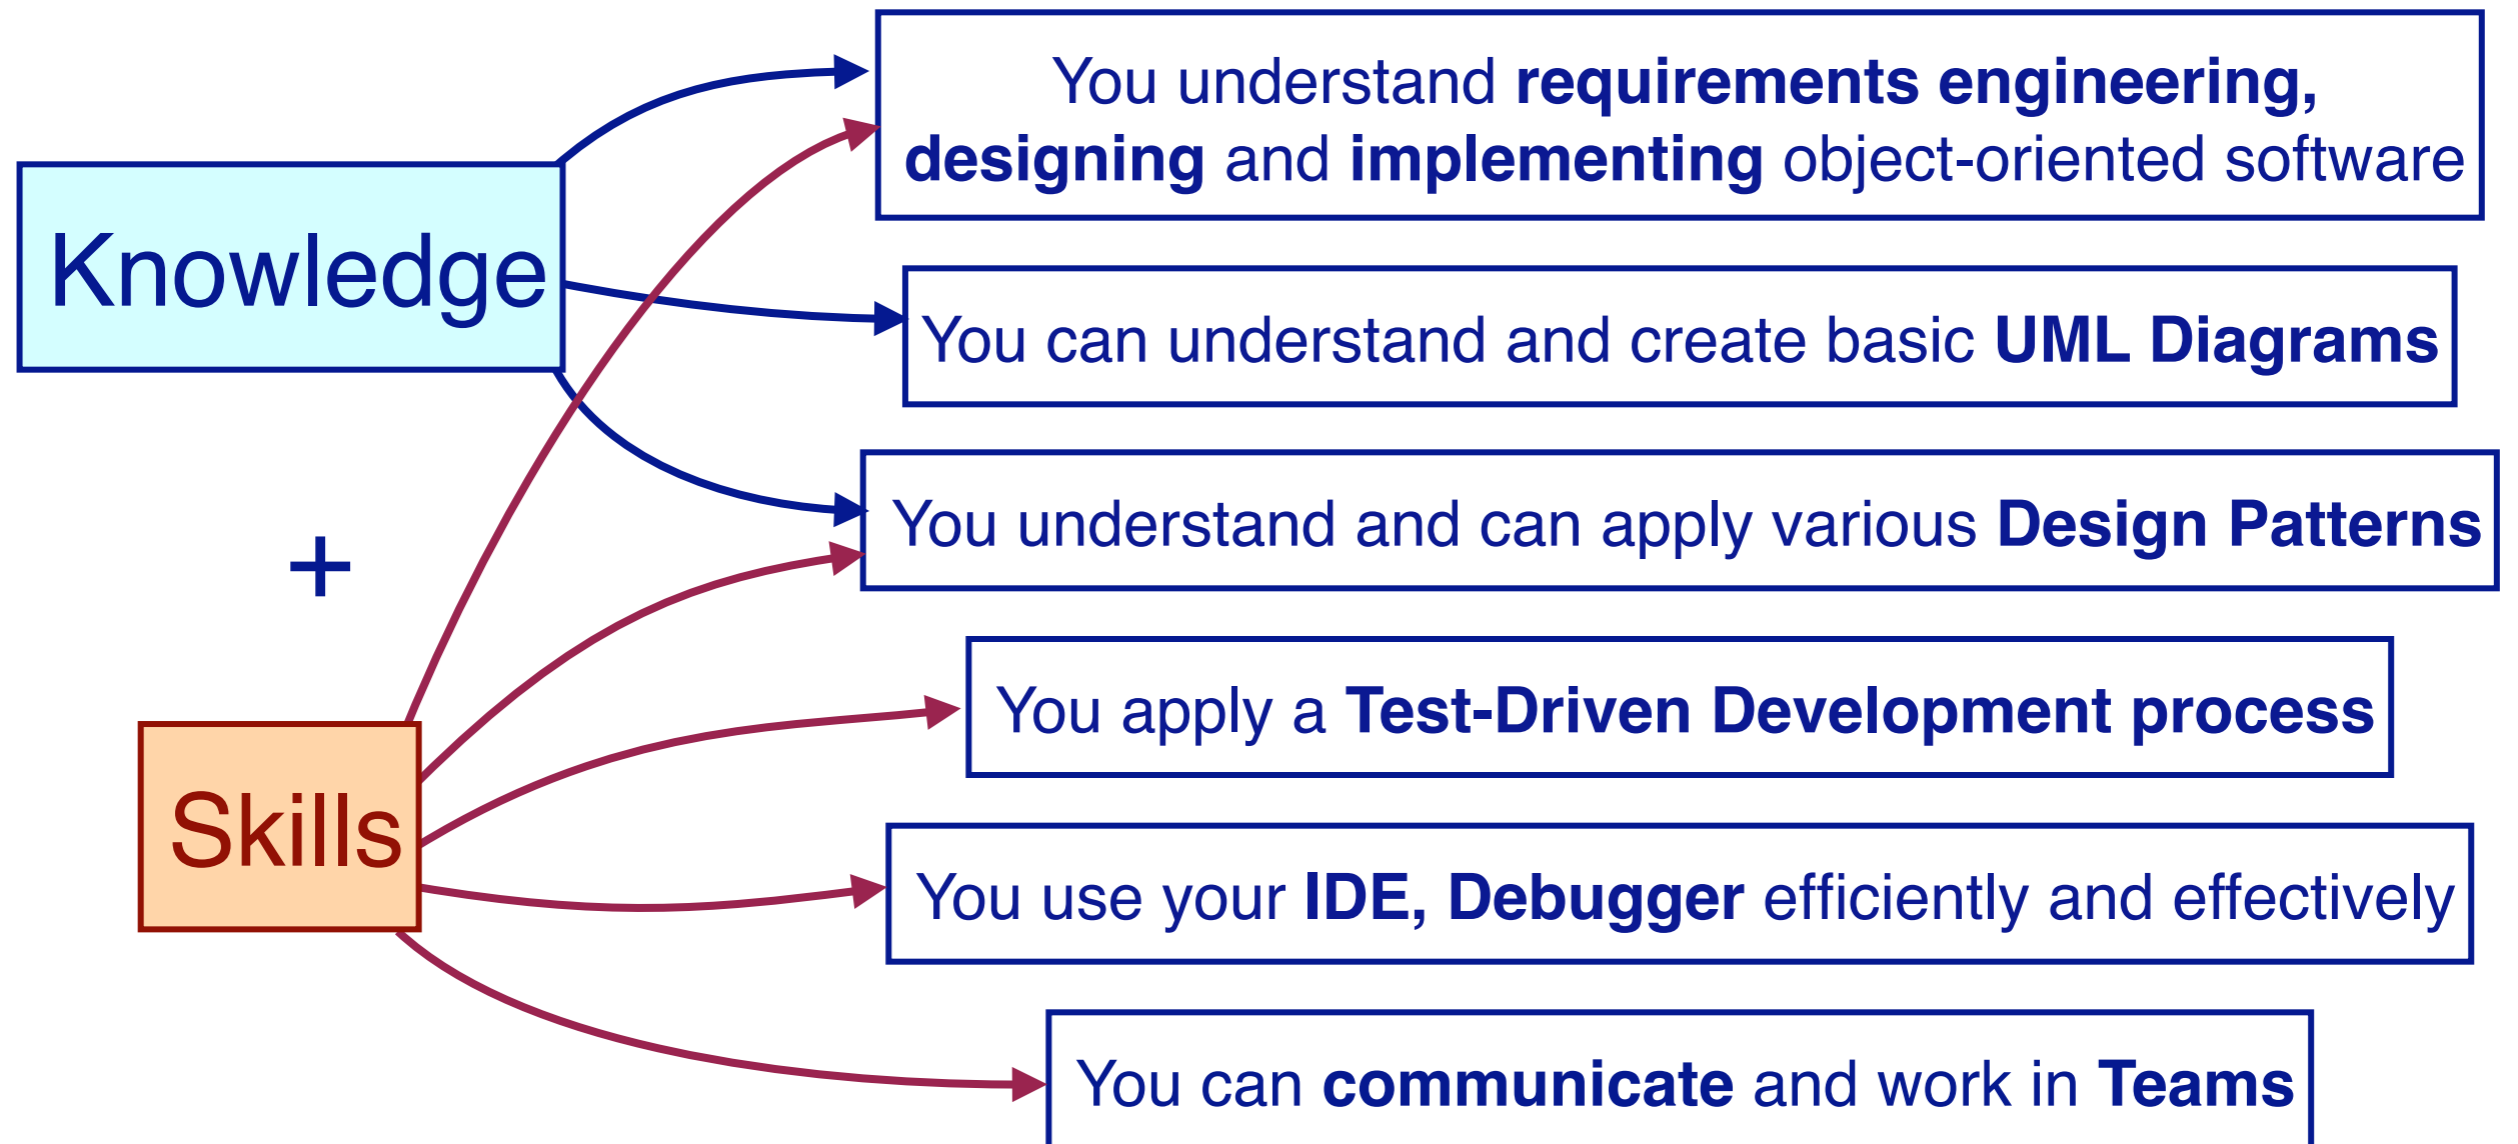 You understand requirements engineering,
designing and implementing object-oriented software
Knowledge
You can understand and create basic UML Diagrams
You understand and can apply various Design Patterns
+
You apply a Test-Driven Development process
Skills
You use your IDE, Debugger efficiently and effectively
You can communicate and work in Teams